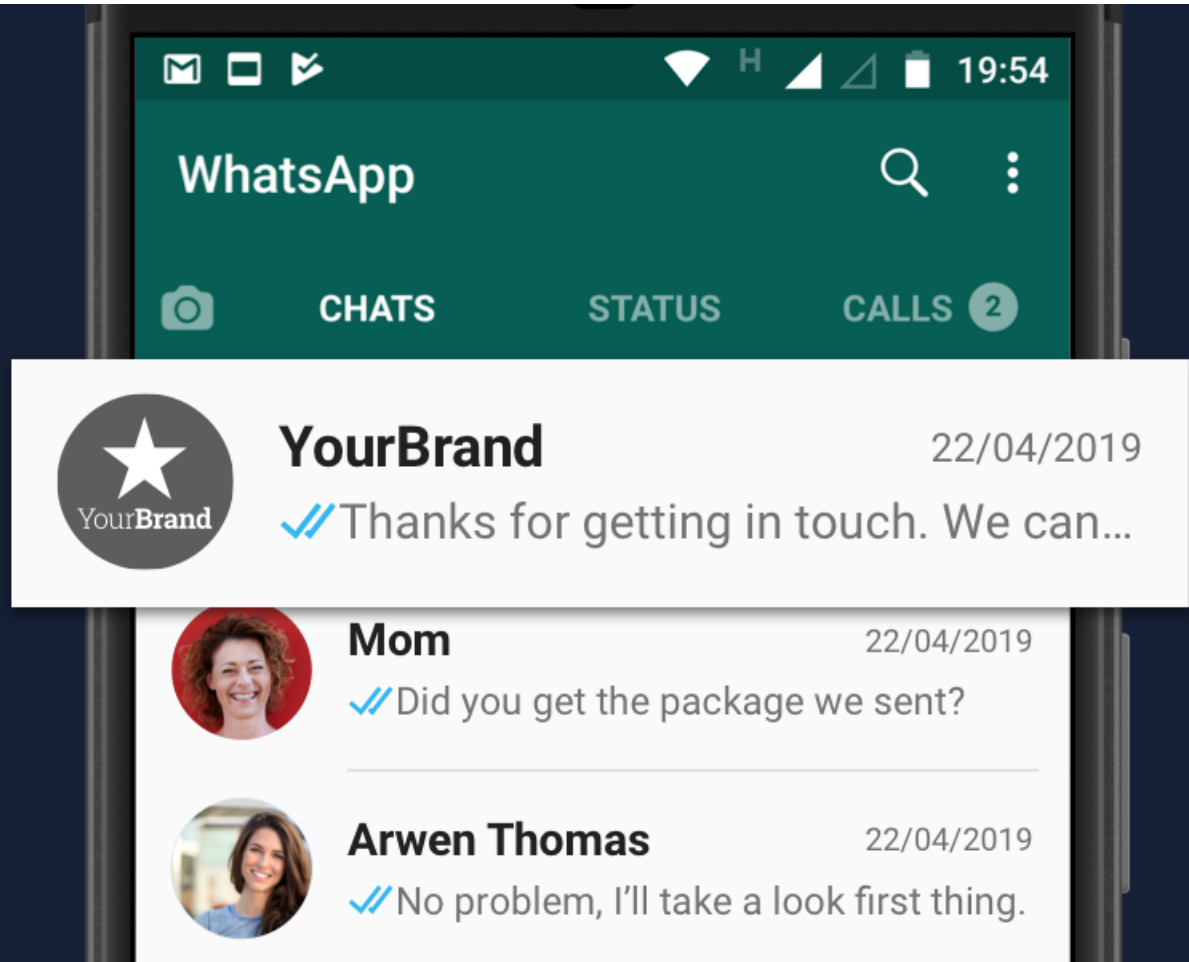 H 19:54
WhatsApp
CHATS STATUS CALLS 2
YourBrand 22/04/2019
YourBrand
Thanks for getting in touch. We can…
Mom 22/04/2019
Did you get the package we sent?
Arwen Thomas 22/04/2019
No problem, I’ll take a look first thing.